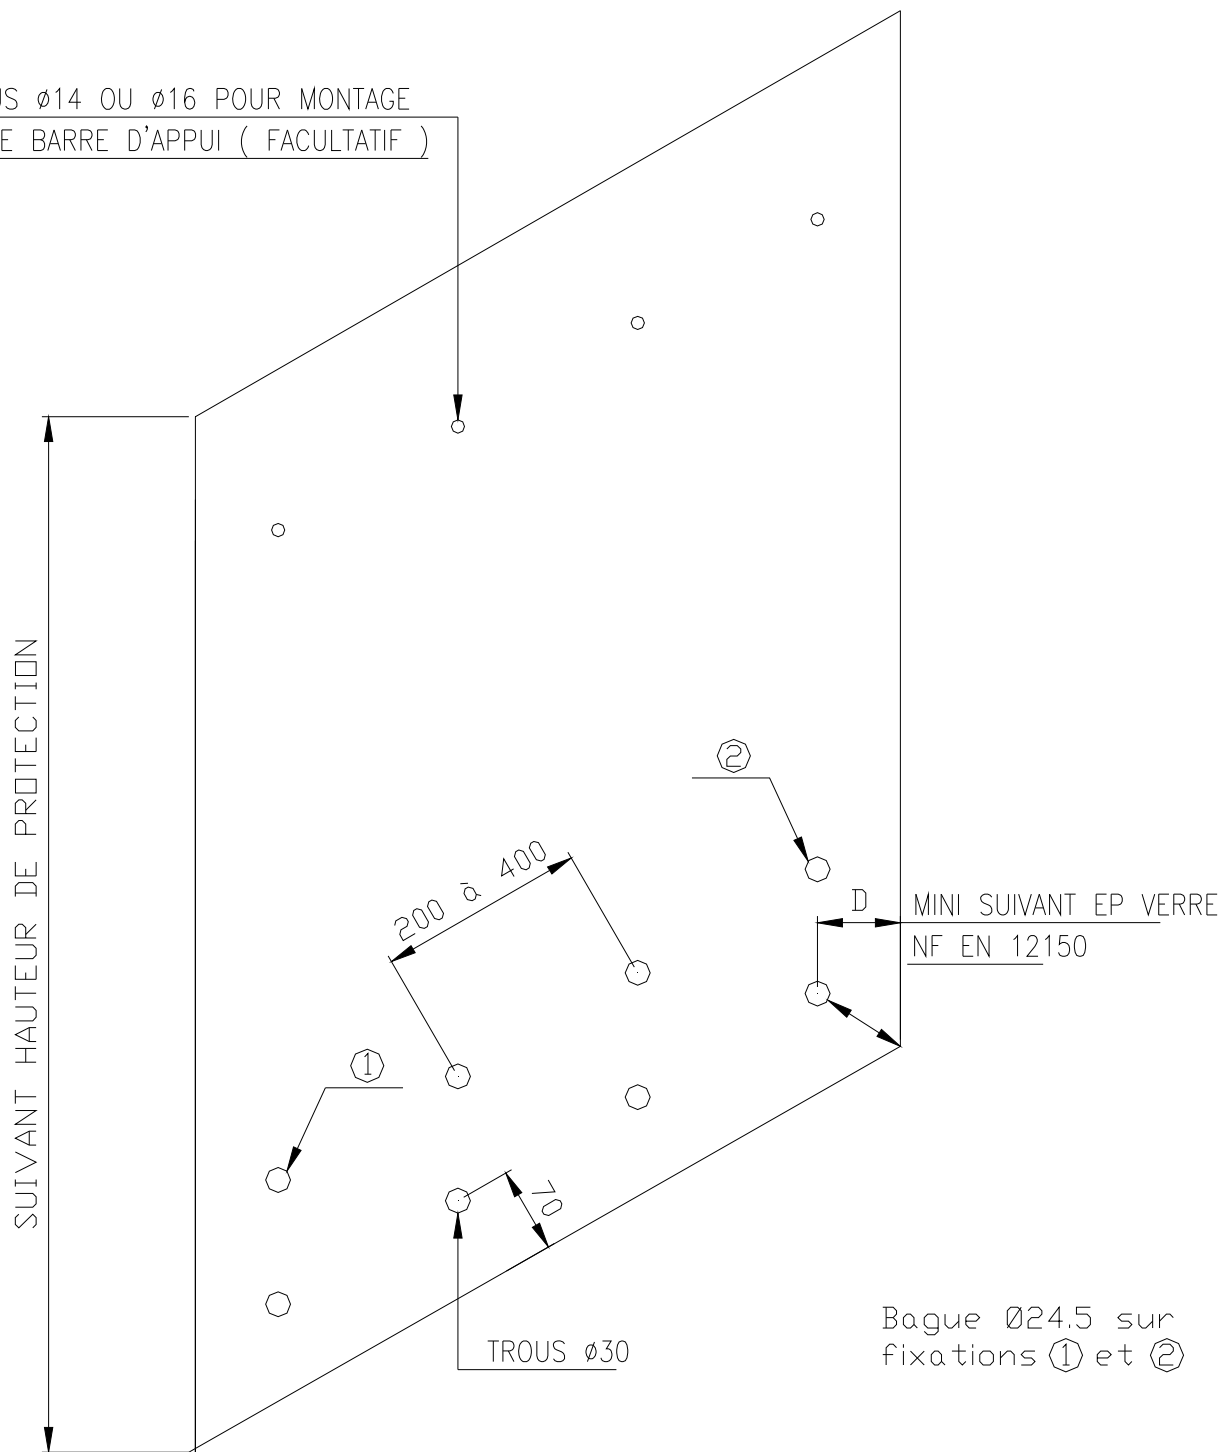 US ø14 OU ø16 POUR MONTAGE
E BARRE D'APPUI ( FACULTATIF )
SUIVANT HAUTEUR DE PROTECTION
2
200 à 400
D
MINI SUIVANT EP VERRE
NF EN 12150
1
70
TROUS ø30
Bague Ø24.5 sur
fixations 1 et 2